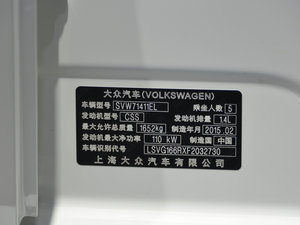 大众汽车(VOLKSWAGEN)
车辆型号 SVW71411EL 乘坐人数 5
发动机型号 CSS 发动机排量 1.4L
最大允许总质量 1652kg 制造年月 2015.02
发动机最大净功率 110 kW 制造国 中国
车辆识别代号 LSVG166RXF2032730
上海大众汽车有限公司